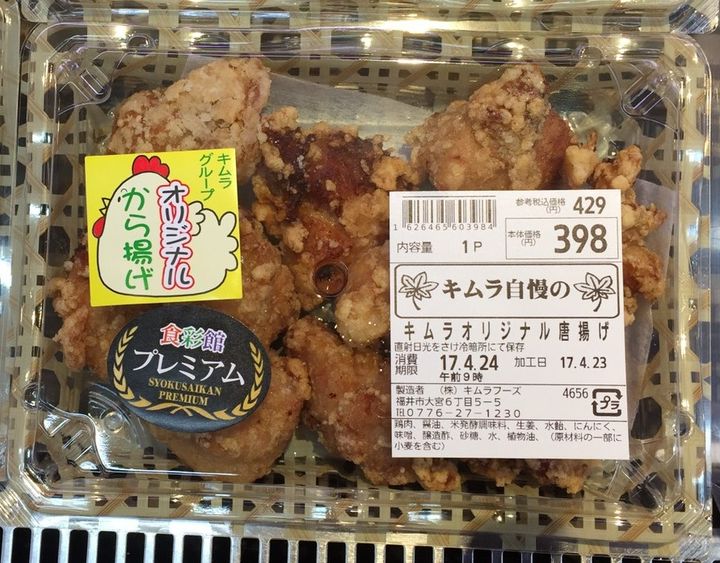 キムラ
グループ
オリジナル
から揚げ
食彩館
プレミアム
SYOKUSAIKAN
PREMIUM
1 626465 603984
参考税込価格
(円) 429
本体価格
(円) 398
内容量 1P
キムラ自慢の
キムラオリジナル唐揚げ
直射日光をさけ冷暗所にて保存
消費期限 17.4.24 加工日 17.4.23
午前9時
製造者 (株)キムラフーズ 4656
福井市大宮6丁目5-5
TEL0776-27-1230
プラ
鶏肉、醤油、米発酵調味料、生姜、水飴、にんにく、
味噌、醸造酢、砂糖、水、植物油、(原材料の一部に
小麦を含む)